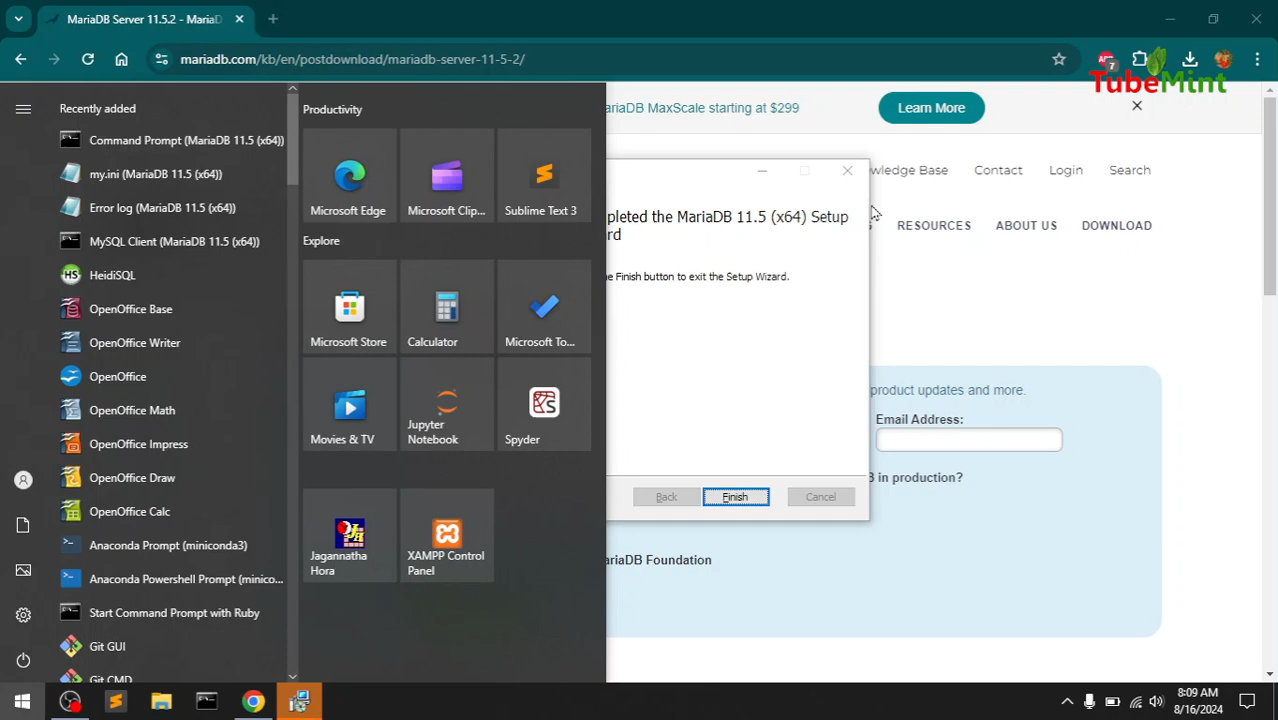 MariaDB Server 11.5.2 - MariaD
mariadb.com/kb/en/postdownload/mariadb-server-11-5-2/
7
TubeMint
Recently added
Command Prompt (MariaDB 11.5 (x64))
my.ini (MariaDB 11.5 (x64))
Error log (MariaDB 11.5 (x64))
MySQL Client (MariaDB 11.5 (x64))
HS
HeidiSQL
OpenOffice Base
OpenOffice Writer
OpenOffice
OpenOffice Math
OpenOffice Impress
OpenOffice Draw
OpenOffice Calc
Anaconda Prompt (miniconda3)
Anaconda Powershell Prompt (minico...
Start Command Prompt with Ruby
Git GUI
Git CMD
Productivity
Microsoft Edge
Microsoft Clip...
Sublime Text 3
Explore
Microsoft Store
Calculator
Microsoft To...
Movies & TV
Jupyter
Notebook
Spyder
Jagannatha
Hora
XAMPP Control
Panel
ariaDB MaxScale starting at $299
Learn More
wledge Base
Contact
Login
Search
RESOURCES
ABOUT US
DOWNLOAD
pleted the MariaDB 11.5 (x64) Setup
rd
e Finish button to exit the Setup Wizard.
Back
Finish
Cancel
product updates and more.
Email Address:
B in production?
ariaDB Foundation
8:09 AM
8/16/2024